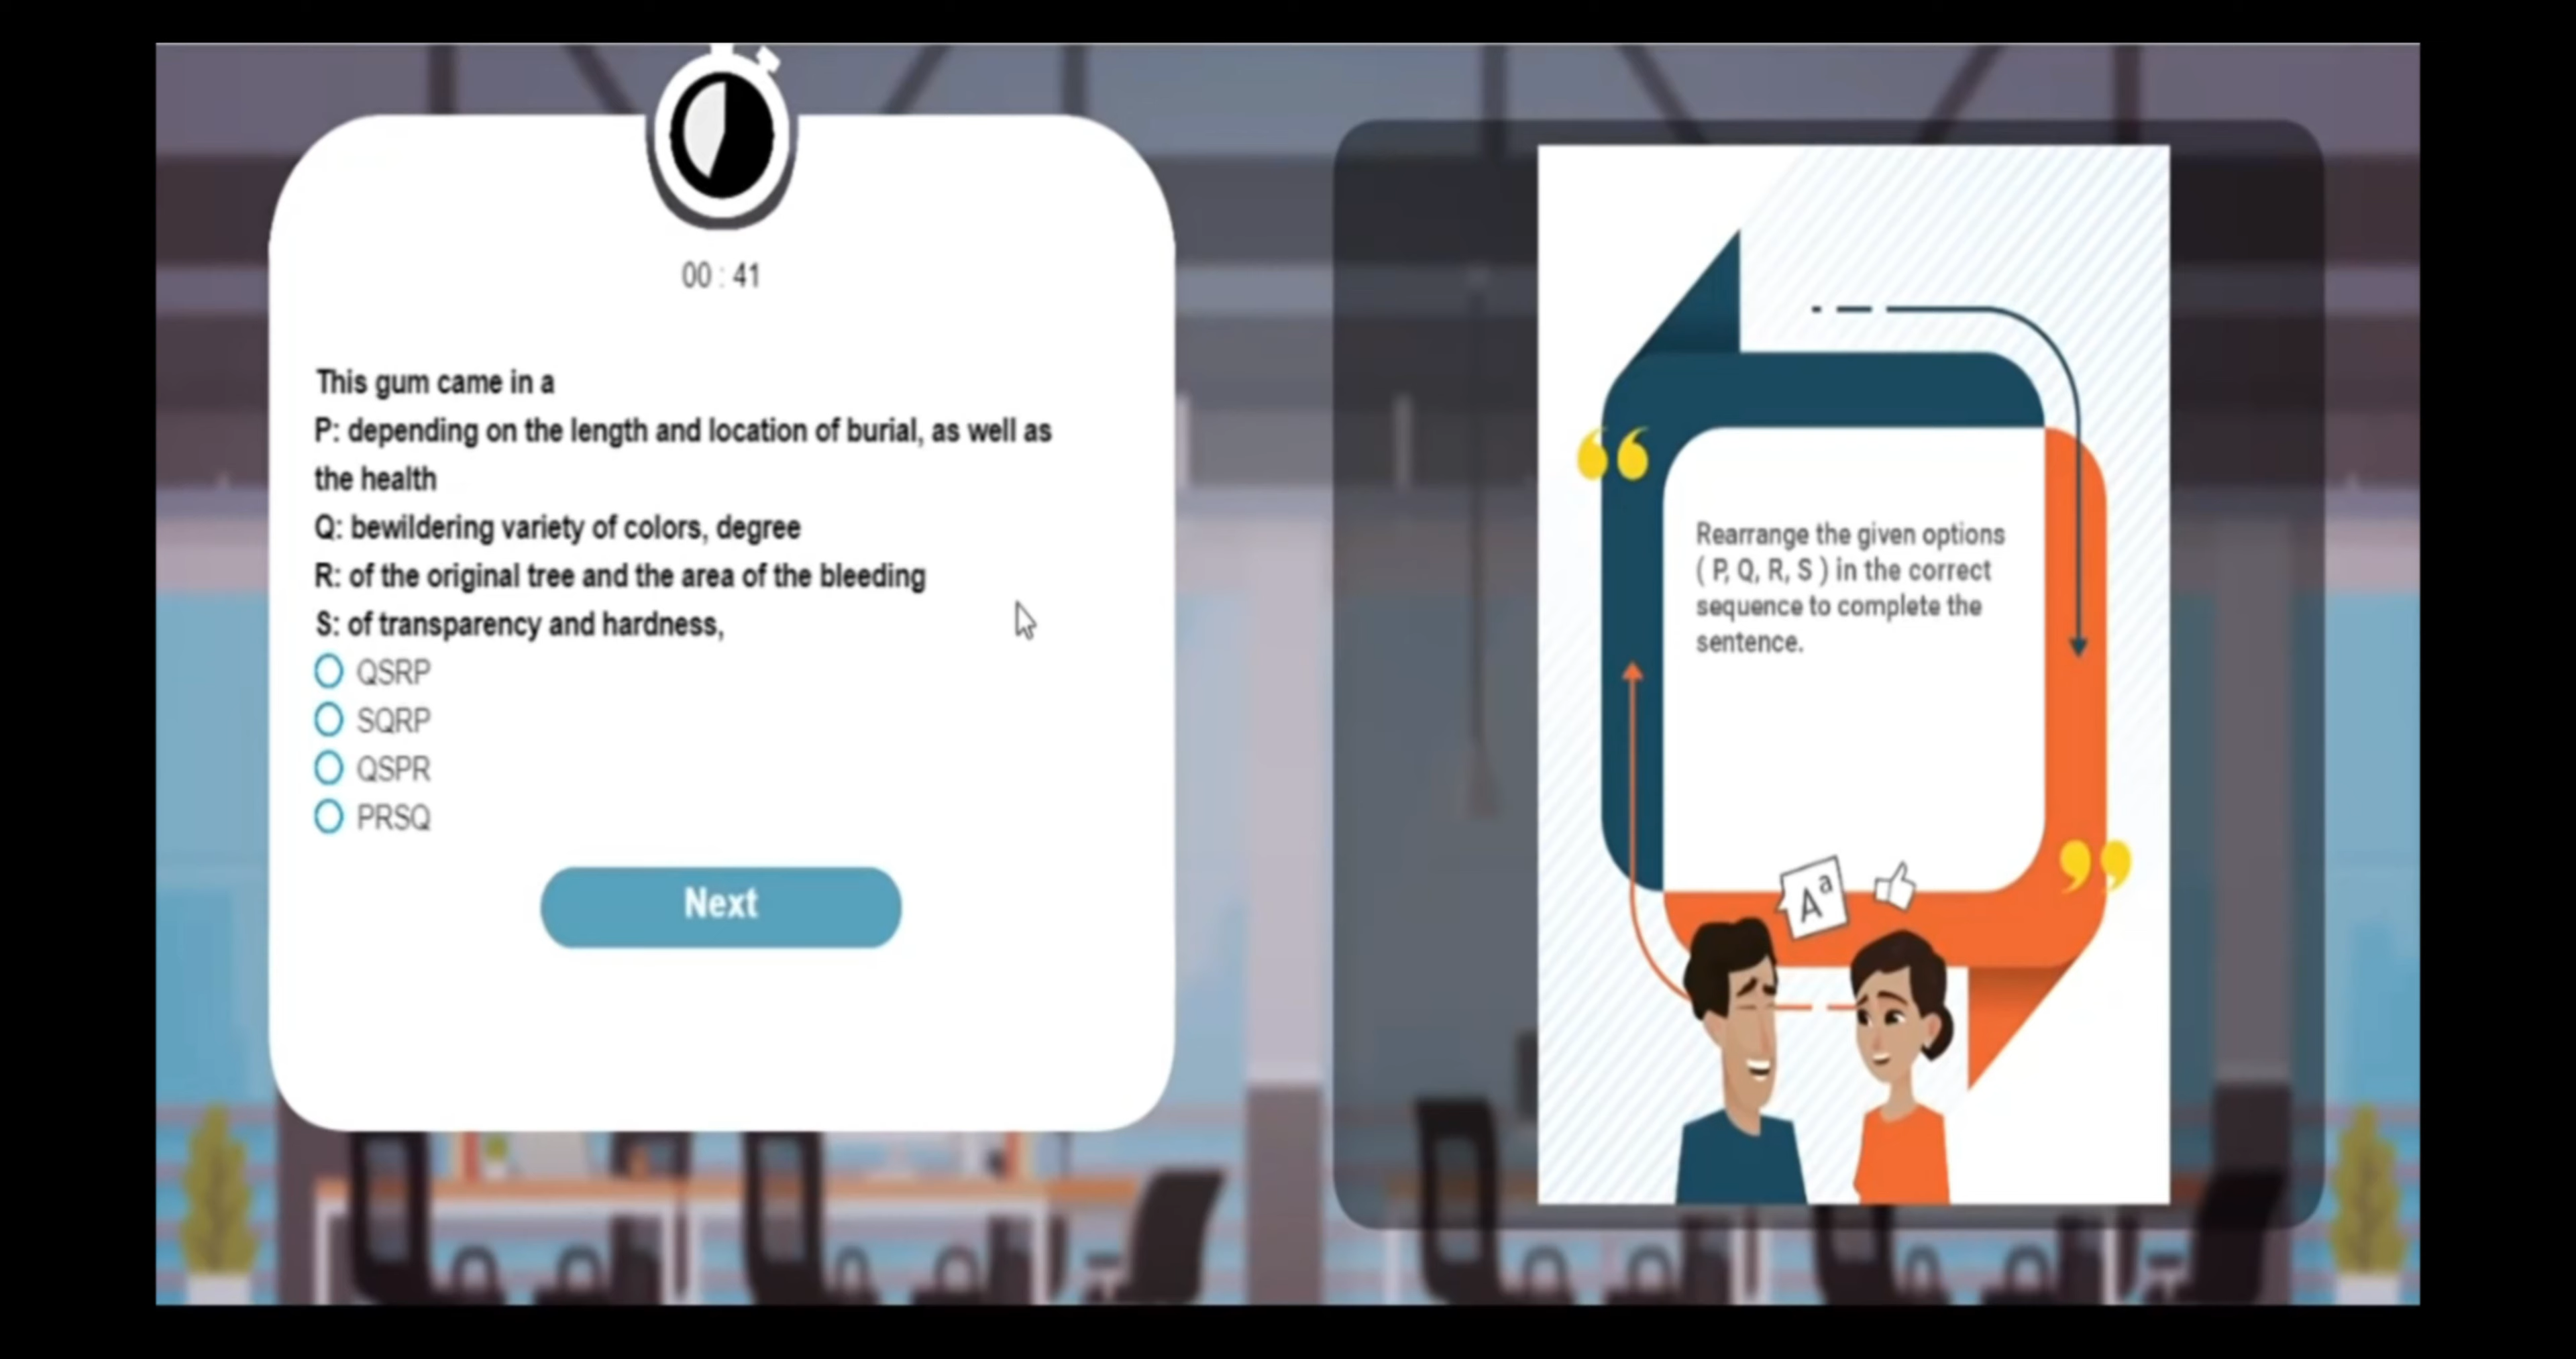 00 : 41
This gum came in a
P: depending on the length and location of burial, as well as
the health
Q: bewildering variety of colors, degree
R: of the original tree and the area of the bleeding
S: of transparency and hardness,
QSRP
SQRP
QSPR
PRSQ
Next
“
Rearrange the given options
( P, Q, R, S ) in the correct
sequence to complete the
sentence.
”
Aa